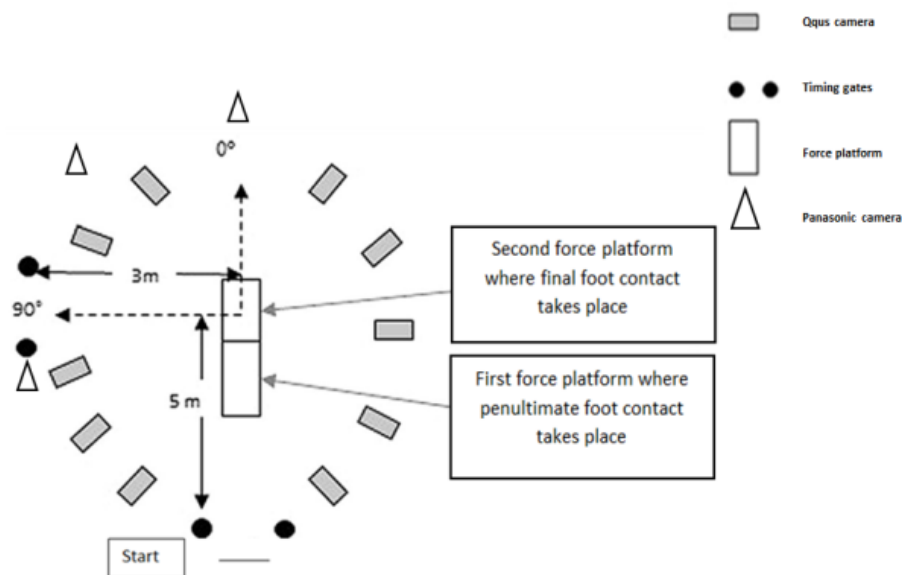 Qqus camera
Timing gates
Force platform
Panasonic camera
0°
3m
90°
5 m
Second force platform
where final foot contact
takes place
First force platform where
penultimate foot contact
takes place
Start